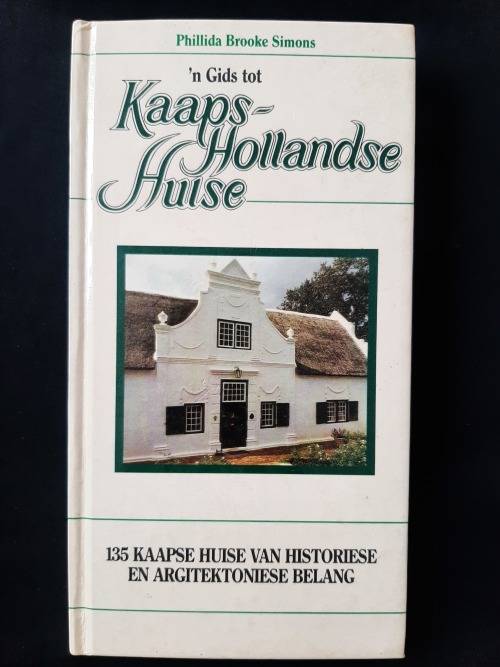 Phillida Brooke Simons
'n Gids tot
Kaaps-
Hollandse
Huise
135 KAAPSE HUISE VAN HISTORIESE
EN ARGITEKTONIESE BELANG